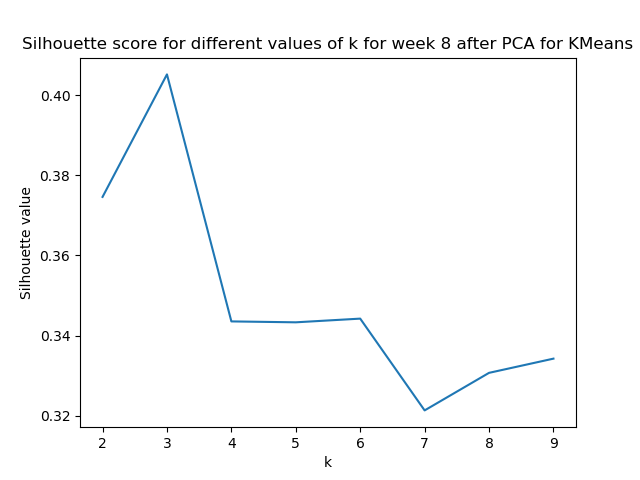 Silhouette score for different values of k for week 8 after PCA for KMeans
0.40
0.38
0.36
0.34
0.32
Silhouette value
2 3 4 5 6 7 8 9
k